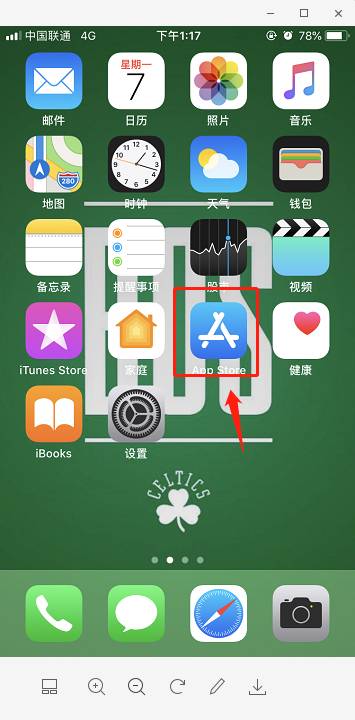 中国联通 4G 下午1:17 78%
星期一
7
邮件 日历 照片 音乐
280
地图 时钟 天气 钱包
备忘录 提醒事项 股市 视频
iTunes Store 家庭 App Store 健康
iBooks 设置
CELTICS